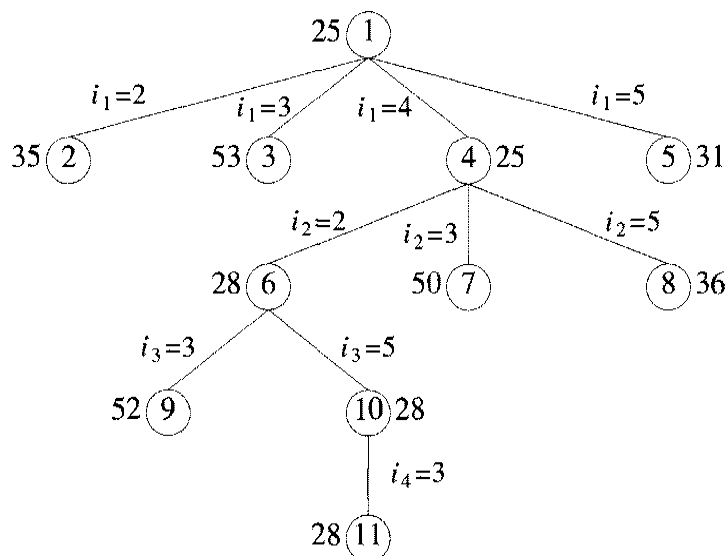 25 1
i₁=2 i₁=3 i₁=4 i₁=5
35 2 53 3 4 25 5 31
i₂=2 i₂=3 i₂=5
28 6 50 7 8 36
i₃=3 i₃=5
52 9 10 28
i₄=3
28 11